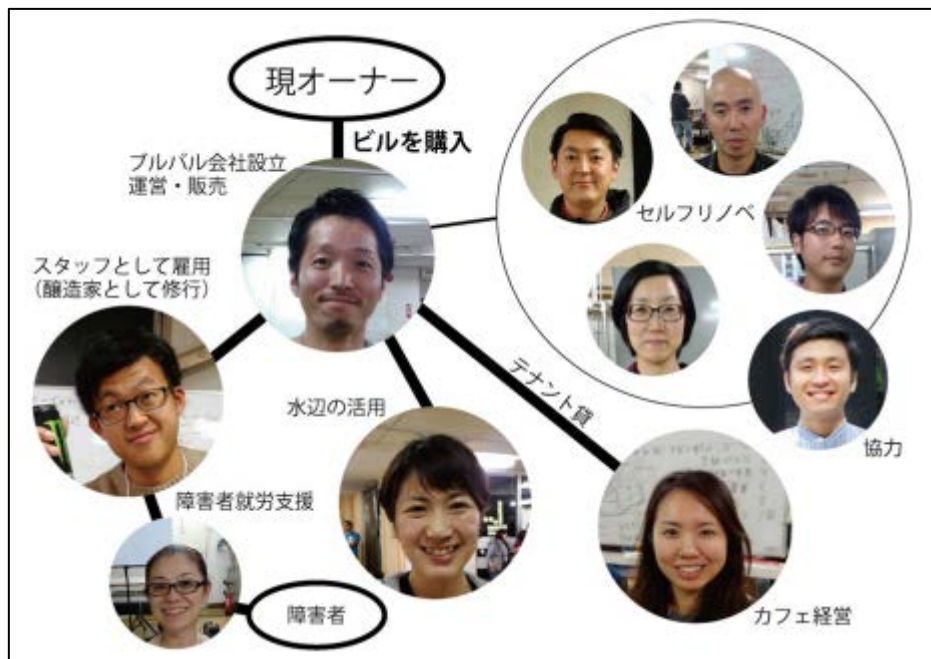 現オーナー
ビルを購入
ブルバル会社設立
運営・販売
セルフリノベ
スタッフとして雇用
（醸造家として修行）
水辺の活用
テナント貸
協力
障害者就労支援
障害者
カフェ経営